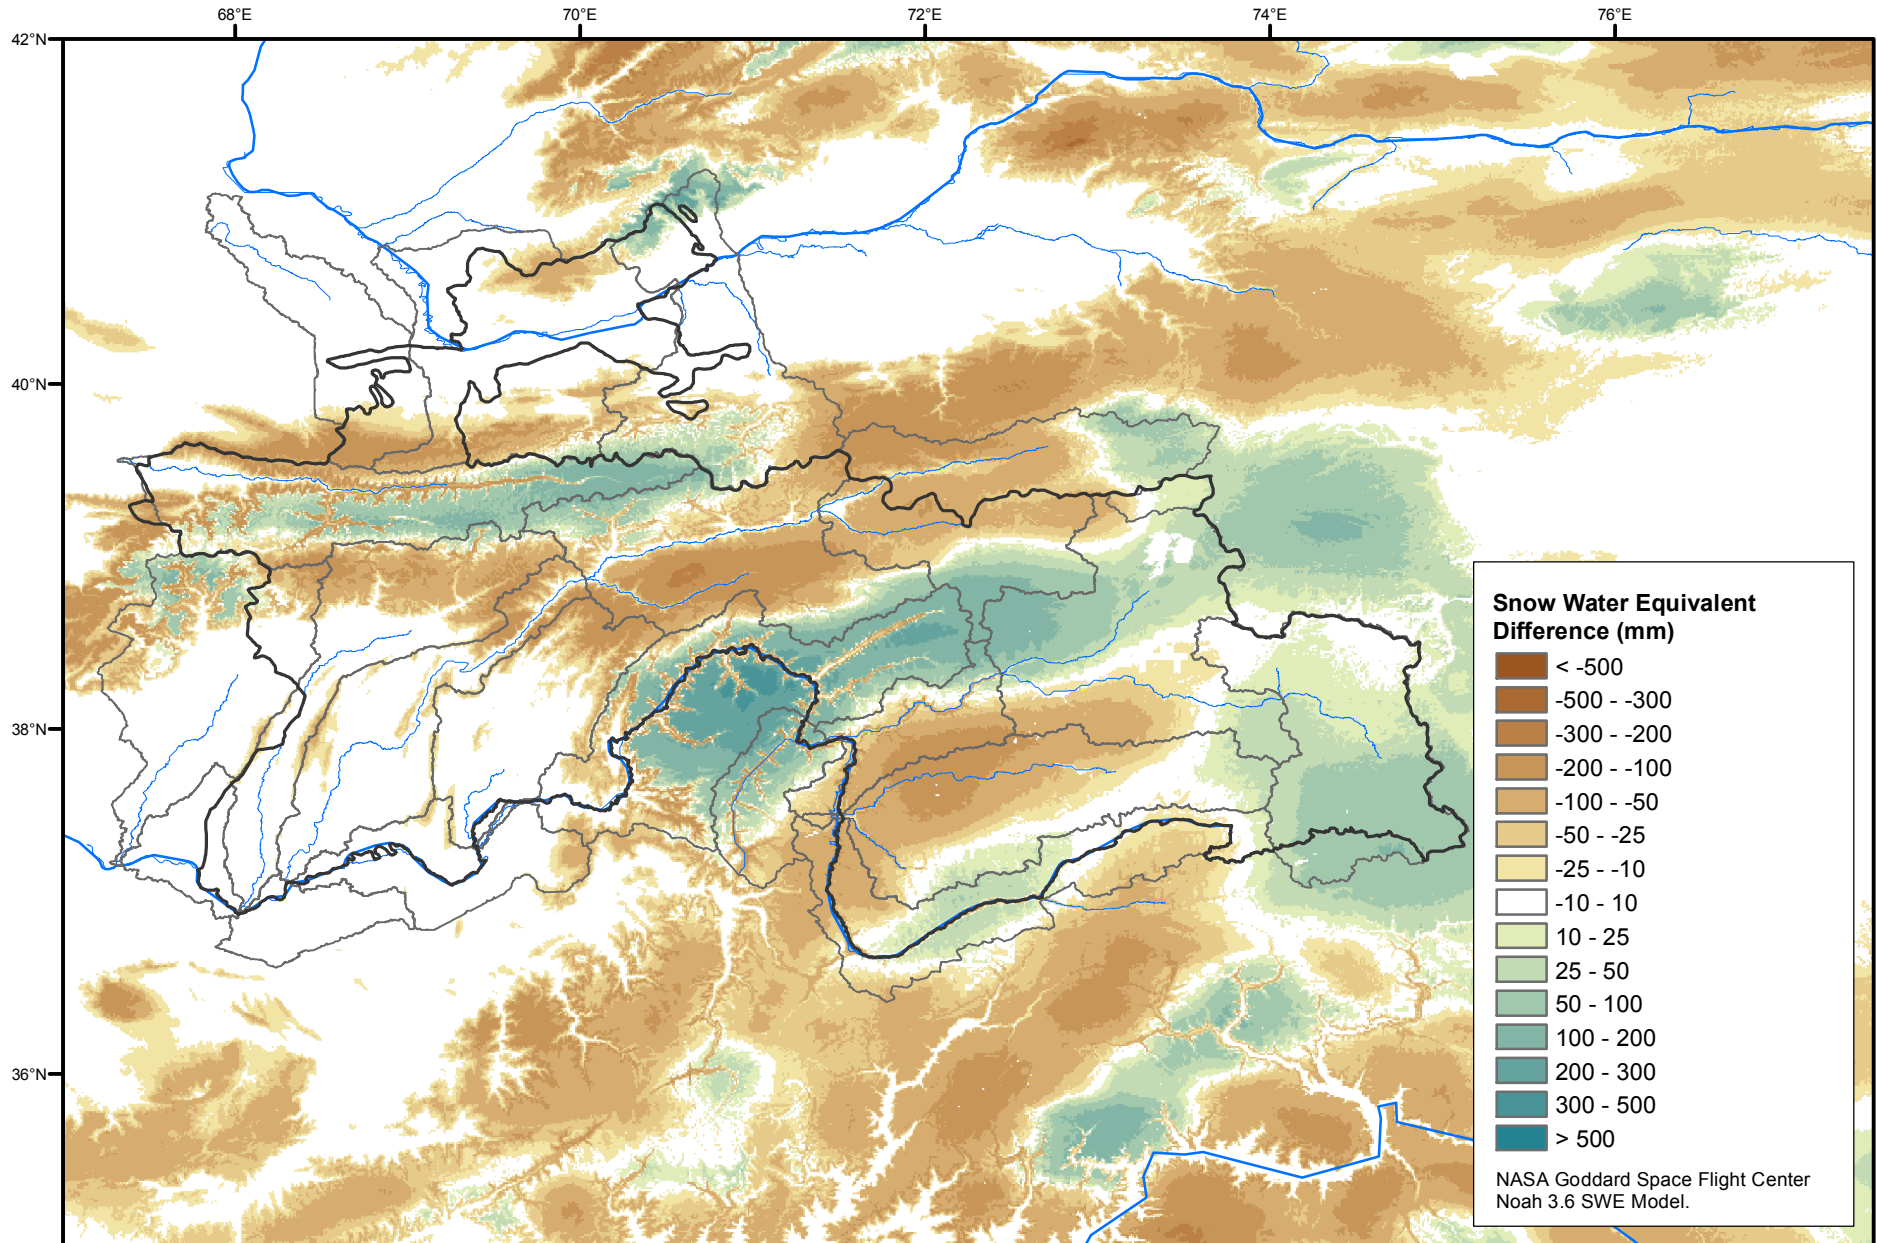 68°E 70°E 72°E 74°E 76°E
42°N
40°N
38°N
36°N
Snow Water Equivalent
Difference (mm)
< -500
-500 - -300
-300 - -200
-200 - -100
-100 - -50
-50 - -25
-25 - -10
-10 - 10
10 - 25
25 - 50
50 - 100
100 - 200
200 - 300
300 - 500
> 500
NASA Goddard Space Flight Center
Noah 3.6 SWE Model.